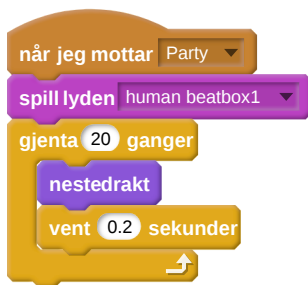 når jeg mottar Party
spill lyden human beatbox1
gjenta 20 ganger
nestedrakt
vent 0.2 sekunder